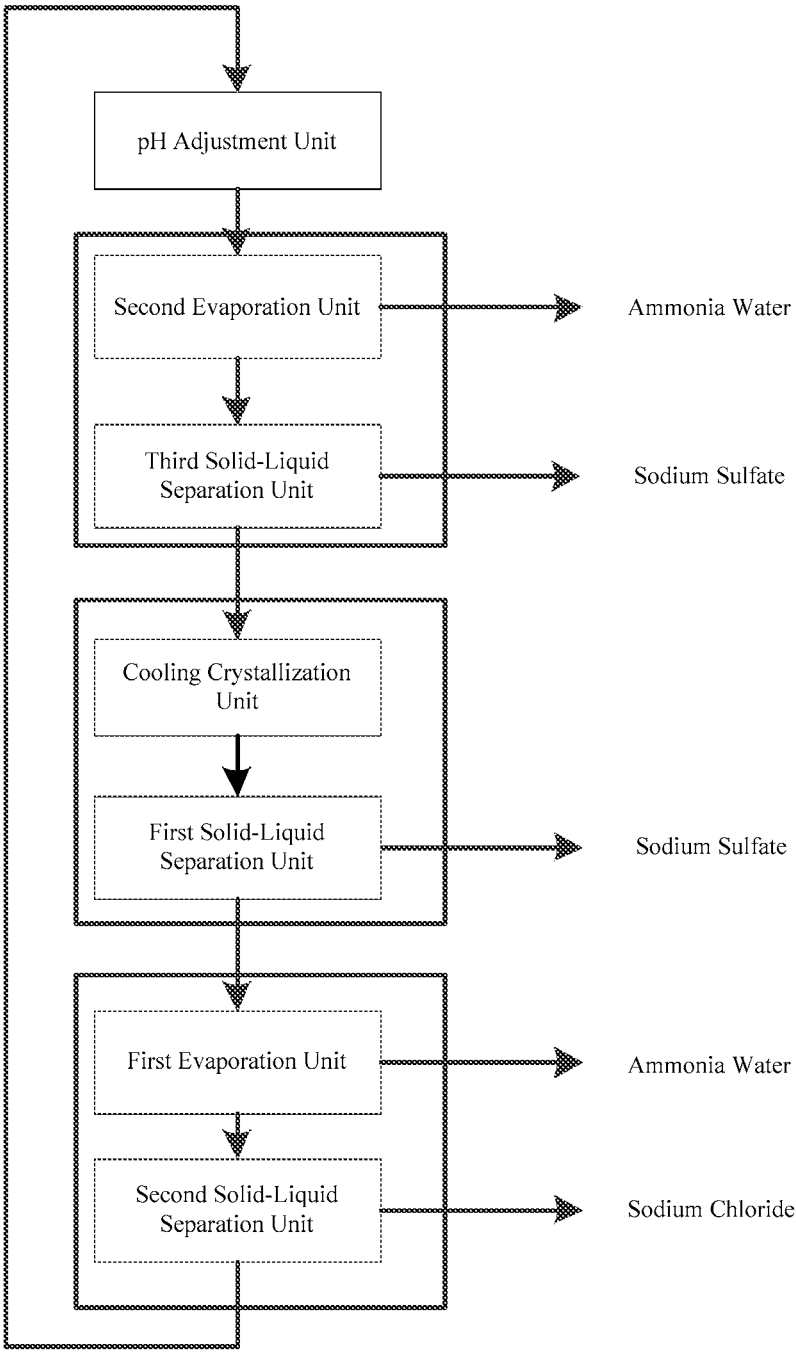 pH Adjustment Unit
Second Evaporation Unit
Ammonia Water
Third Solid-Liquid
Separation Unit
Sodium Sulfate
Cooling Crystallization
Unit
First Solid-Liquid
Separation Unit
Sodium Sulfate
First Evaporation Unit
Ammonia Water
Second Solid-Liquid
Separation Unit
Sodium Chloride